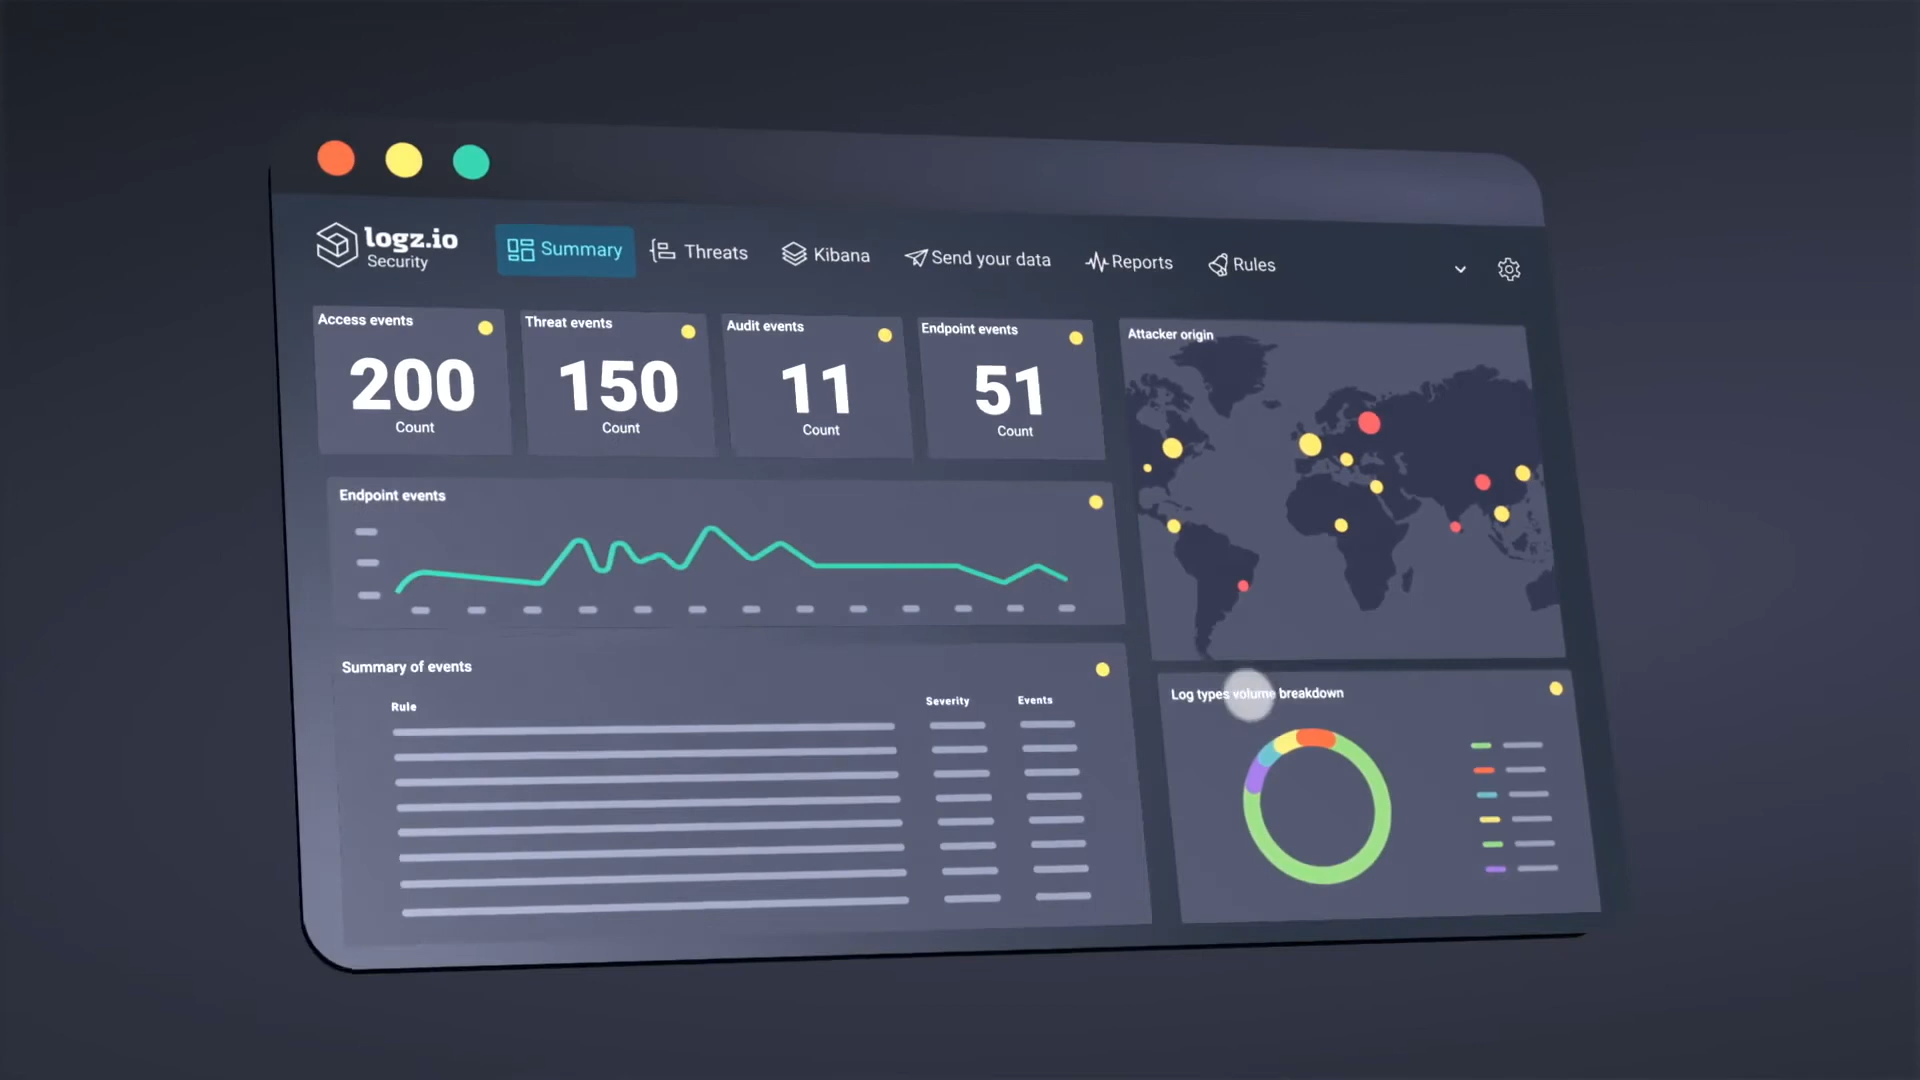 logz.io
Security
Summary
Threats
Kibana
Send your data
Reports
Rules
Access events
200
Count
Threat events
150
Count
Audit events
11
Count
Endpoint events
51
Count
Attacker origin
Endpoint events
Summary of events
Rule
Severity
Events
Log types volume breakdown